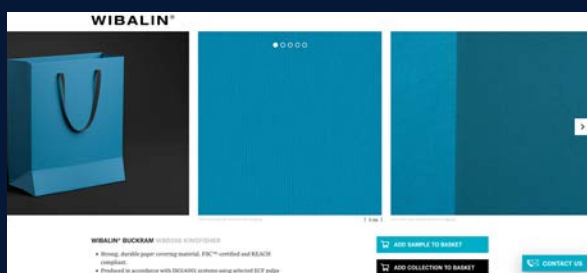 WIBALIN®
WIBALIN® BUCKRAM KINGFISHER
ADD SAMPLE TO BASKET
• Strong, durable paper covering material. FSC™-certified and REACH
compliant.
• Produced in accordance with ISO14001 systems using selected ECF pulps
ADD COLLECTION TO BASKET
CONTACT US